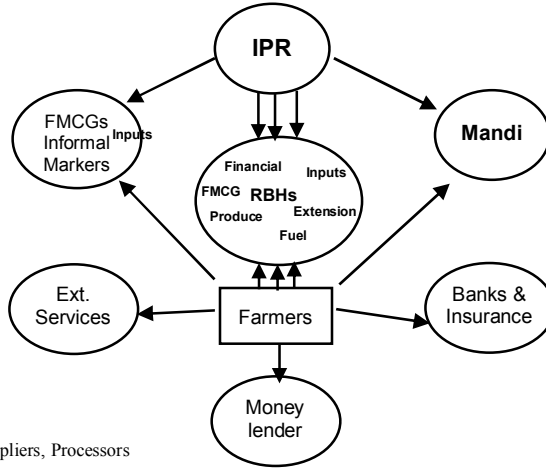 IPR
FMCGs
Informal
Markers
Inputs
Mandi
Financial
Inputs
FMCG
RBHs
Produce
Extension
Fuel
Ext.
Services
Farmers
Banks &
Insurance
Money
lender
pliers, Processors